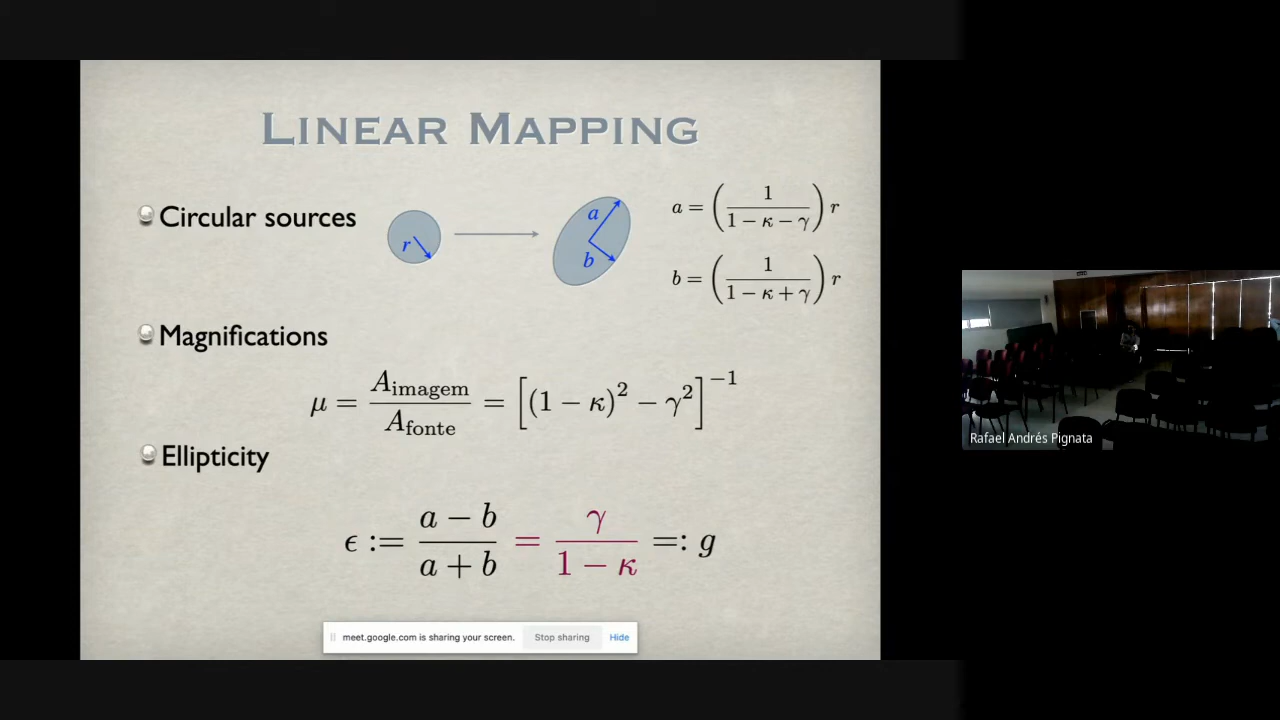 LINEAR MAPPING
Circular sources
r
a
b
a = ( 1 / (1 − κ − γ) ) r
b = ( 1 / (1 − κ + γ) ) r
Magnifications
μ = A_imagem / A_fonte = [(1 − κ)² − γ²]⁻¹
Ellipticity
ϵ := (a − b) / (a + b) = γ / (1 − κ) =: g
meet.google.com is sharing your screen. Stop sharing Hide
Rafael Andrés Pignata